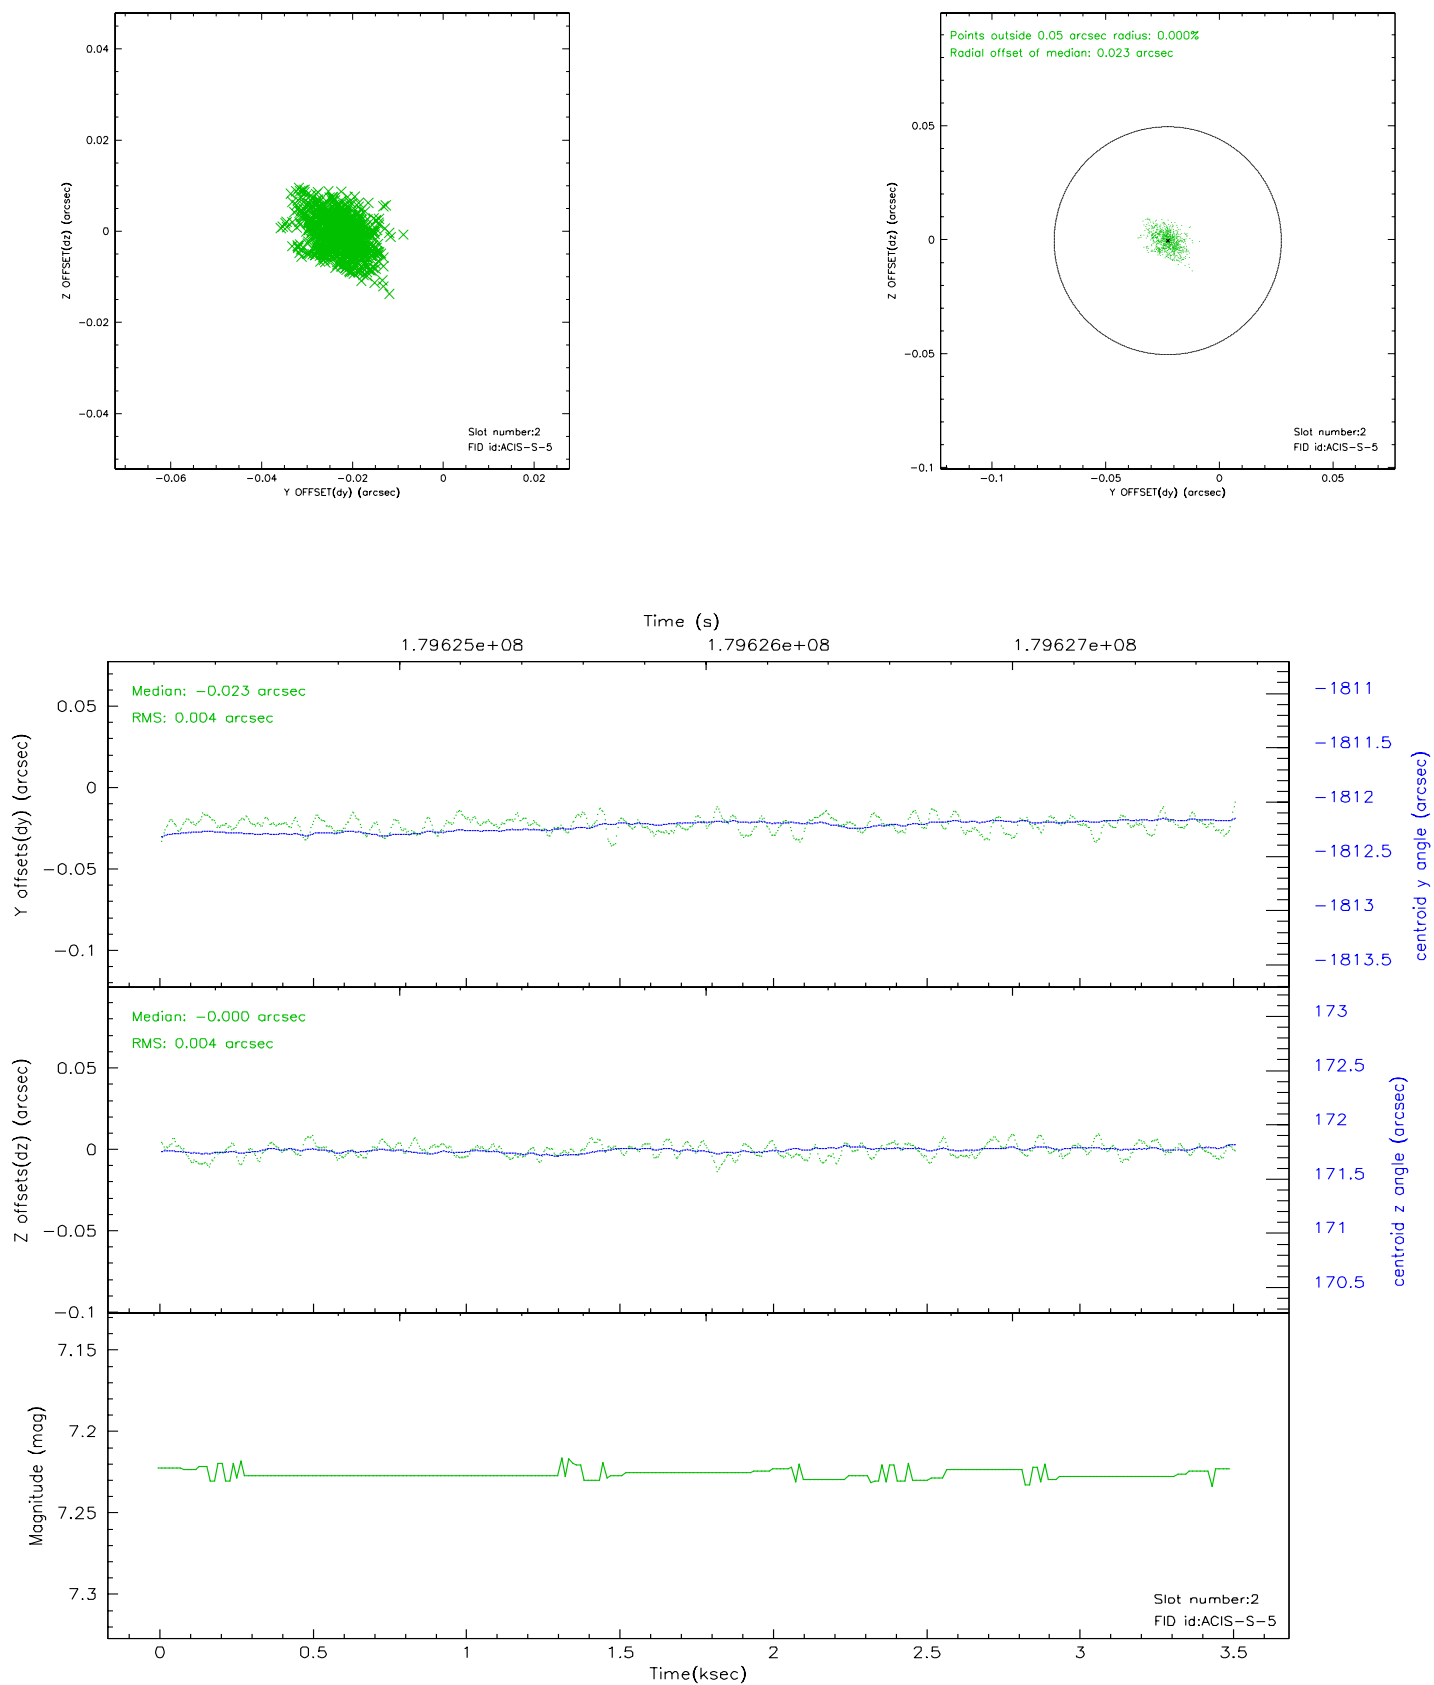 0.04
0.02
0
−0.02
−0.04
Z OFFSET(dz) (arcsec)
Slot number:2
FID id:ACIS−S−5
−0.06
−0.04
−0.02
0
0.02
Y OFFSET(dy) (arcsec)
Points outside 0.05 arcsec radius: 0.000%
Radial offset of median: 0.023 arcsec
0.05
0
−0.05
−0.1
Z OFFSET(dz) (arcsec)
Slot number:2
FID id:ACIS−S−5
−0.1
−0.05
0
0.05
Y OFFSET(dy) (arcsec)
Time (s)
1.79625e+08
1.79626e+08
1.79627e+08
Median: −0.023 arcsec
RMS: 0.004 arcsec
0.05
0
−0.05
−0.1
Y offsets(dy) (arcsec)
−1811
−1811.5
−1812
−1812.5
−1813
−1813.5
centroid y angle (arcsec)
Median: −0.000 arcsec
RMS: 0.004 arcsec
0.05
0
−0.05
−0.1
Z offsets(dz) (arcsec)
173
172.5
172
171.5
171
170.5
centroid z angle (arcsec)
7.15
7.2
7.25
7.3
Magnitude (mag)
Slot number:2
FID id:ACIS−S−5
0
0.5
1
1.5
2
2.5
3
3.5
Time(ksec)